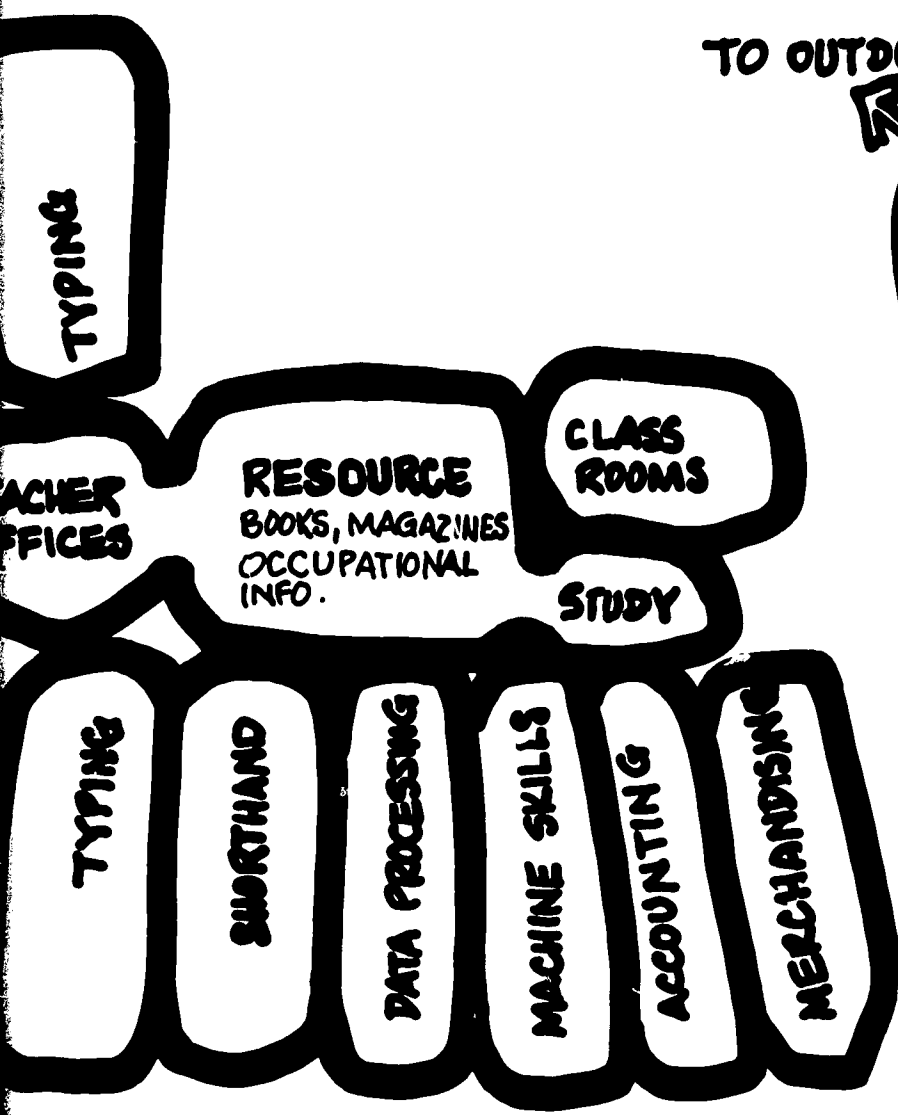 TO OUTDO
TYPING
ACHER
FFICES
RESOURCE
BOOKS, MAGAZINES
OCCUPATIONAL
INFO.
CLASS
ROOMS
STUDY
TYPING
SHORTHAND
DATA PROCESSING
MACHINE SKILLS
ACCOUNTING
MERCHANDISING